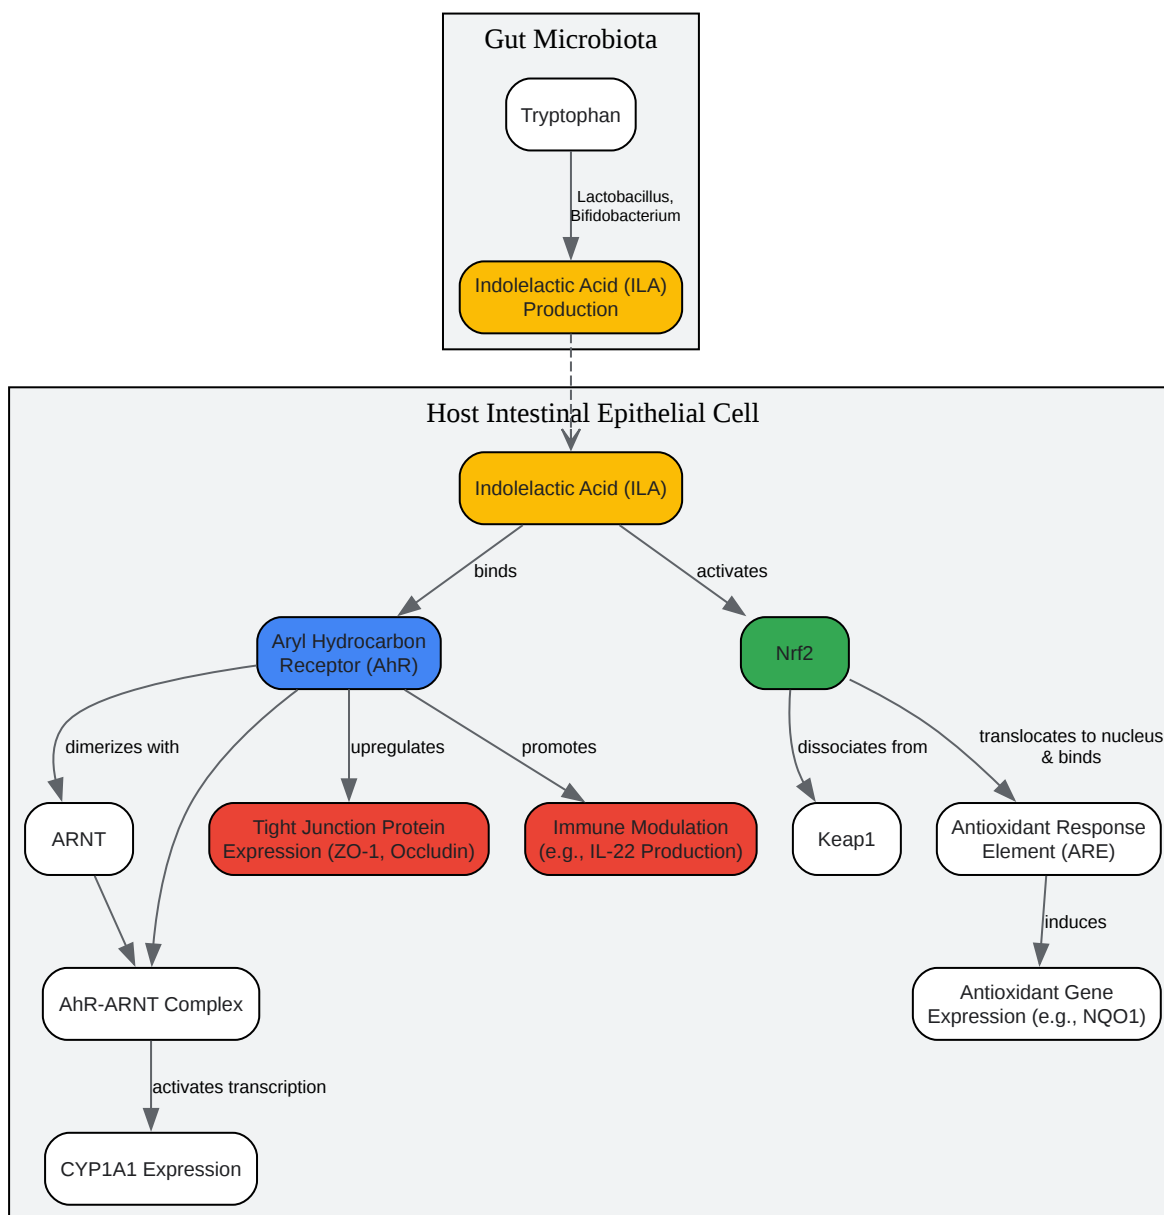 Gut Microbiota
Tryptophan
Lactobacillus,
Bifidobacterium
Indolelactic Acid (ILA)
Production
Host Intestinal Epithelial Cell
Indolelactic Acid (ILA)
binds
activates
Aryl Hydrocarbon
Receptor (AhR)
Nrf2
dimerizes with
upregulates
promotes
dissociates from
translocates to nucleus
& binds
ARNT
Tight Junction Protein
Expression (ZO-1, Occludin)
Immune Modulation
(e.g., IL-22 Production)
Keap1
Antioxidant Response
Element (ARE)
induces
AhR-ARNT Complex
Antioxidant Gene
Expression (e.g., NQO1)
activates transcription
CYP1A1 Expression